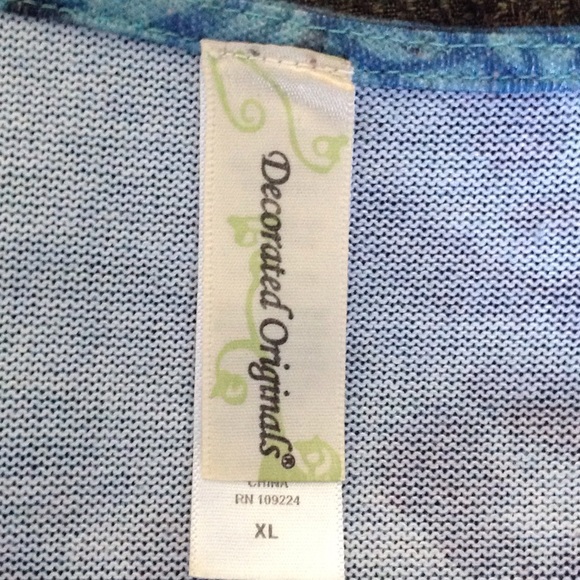 Decorated Originals®
CHINA
RN 109224
XL